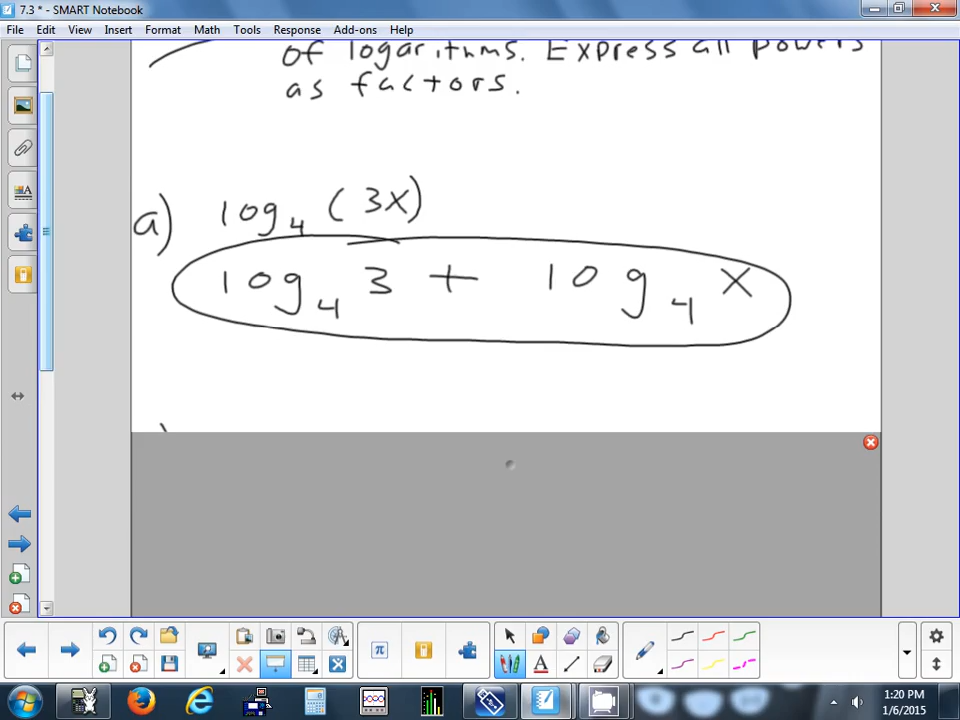 7.3 * - SMART Notebook
File Edit View Insert Format Math Tools Response Add-ons Help
of logarithms. Express all powers
as factors.
a) log₄ (3x)
log₄ 3 + log₄ x
1:20 PM
1/6/2015